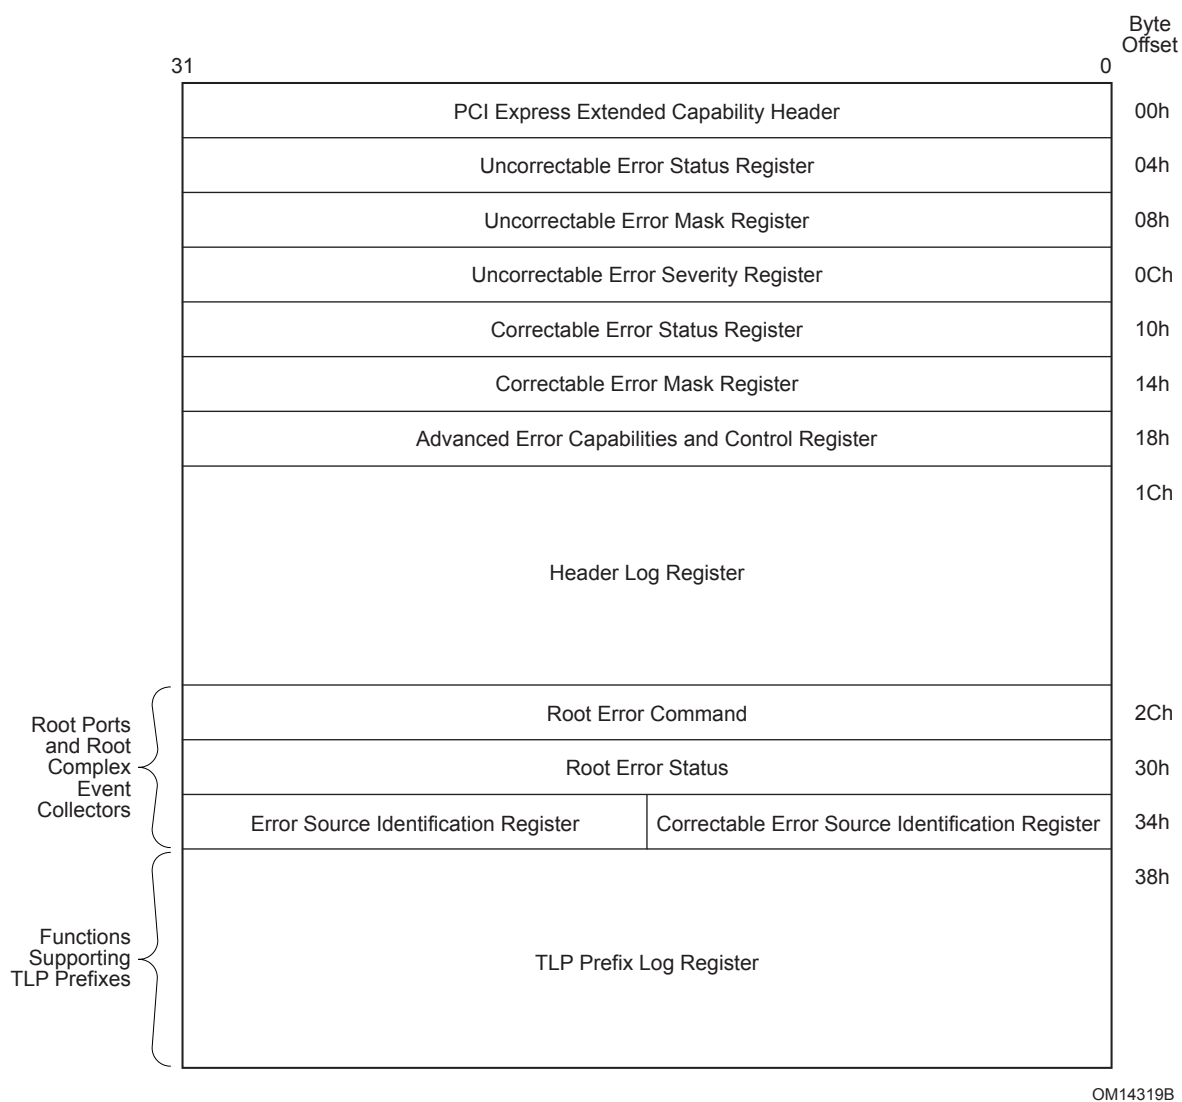 Byte
Offset
31
0
PCI Express Extended Capability Header
00h
Uncorrectable Error Status Register
04h
Uncorrectable Error Mask Register
08h
Uncorrectable Error Severity Register
0Ch
Correctable Error Status Register
10h
Correctable Error Mask Register
14h
Advanced Error Capabilities and Control Register
18h
1Ch
Header Log Register
Root Ports
and Root
Complex
Event
Collectors
Root Error Command
2Ch
Root Error Status
30h
Error Source Identification Register
Correctable Error Source Identification Register
34h
38h
Functions
Supporting
TLP Prefixes
TLP Prefix Log Register
OM14319B